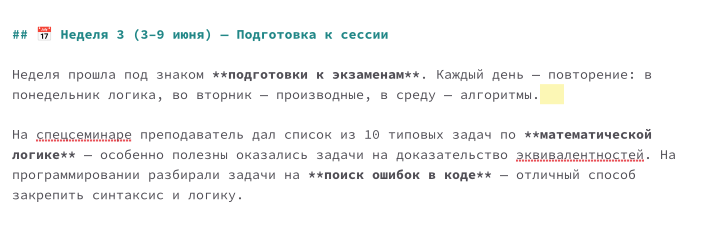 ## 📅 Неделя 3 (3–9 июня) — Подготовка к сессии
Неделя прошла под знаком **подготовки к экзаменам**. Каждый день — повторение: в
понедельник логика, во вторник — производные, в среду — алгоритмы.
На спецсеминаре преподаватель дал список из 10 типовых задач по **математической
логике** — особенно полезны оказались задачи на доказательство эквивалентностей. На
программировании разбирали задачи на **поиск ошибок в коде** — отличный способ
закрепить синтаксис и логику.